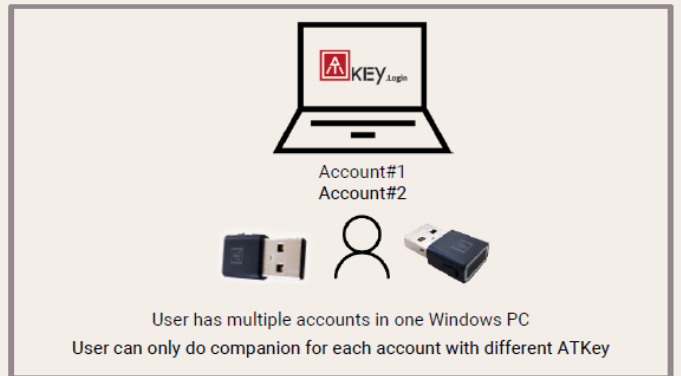 ATKEY.Login
Account#1
Account#2
User has multiple accounts in one Windows PC
User can only do companion for each account with different ATKey